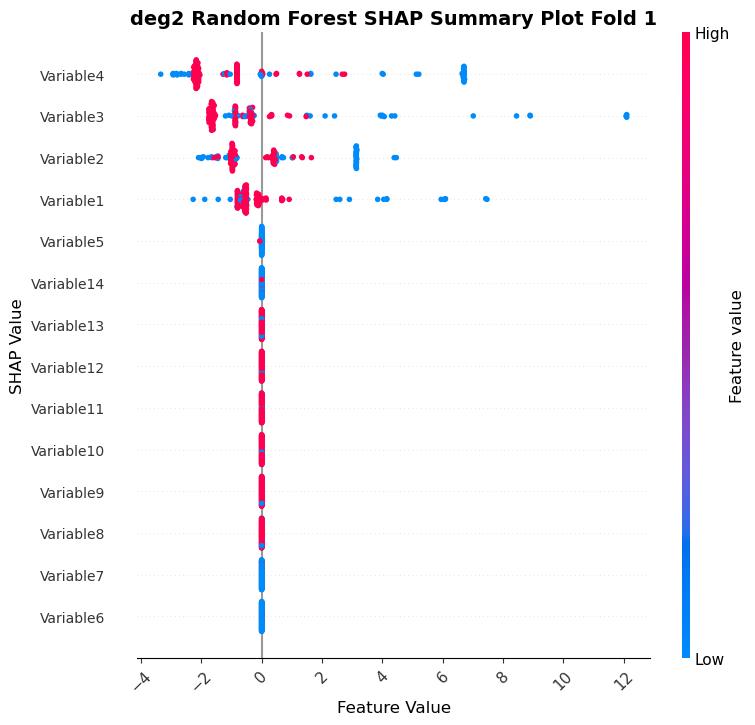 deg2 Random Forest SHAP Summary Plot Fold 1
High
Variable4
Variable3
Variable2
Variable1
Variable5
Variable14
Variable13
Variable12
Variable11
Variable10
Variable9
Variable8
Variable7
Variable6
SHAP Value
Feature value
Low
−4 −2 0 2 4 6 8 10 12
Feature Value